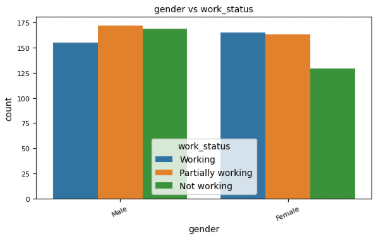 gender vs work_status
175
150
125
100
75
50
25
0
count
work_status
Working
Partially working
Not working
Male
Female
gender